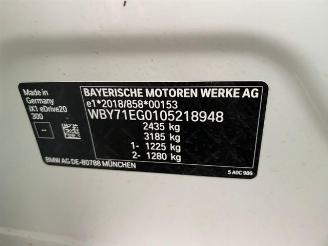 Made in
Germany
iX1 eDrive20
300
BAYERISCHE MOTOREN WERKE AG
e1*2018/858*00153
WBY71EG0105218948
2435 kg
3185 kg
1- 1225 kg
2- 1280 kg
BMW AG DE-80788 MÜNCHEN
5 A0C 986